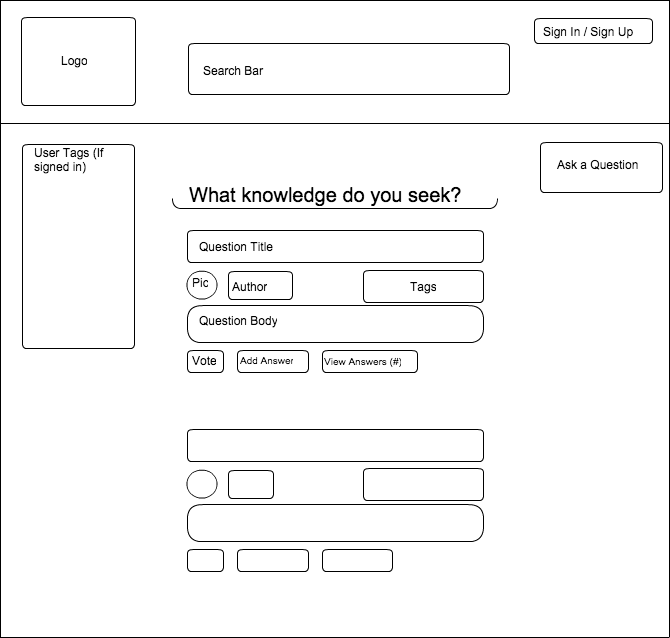 Logo
Search Bar
Sign In / Sign Up
User Tags (If
signed in)
Ask a Question
What knowledge do you seek?
Question Title
Pic
Author
Tags
Question Body
Vote
Add Answer
View Answers (#)